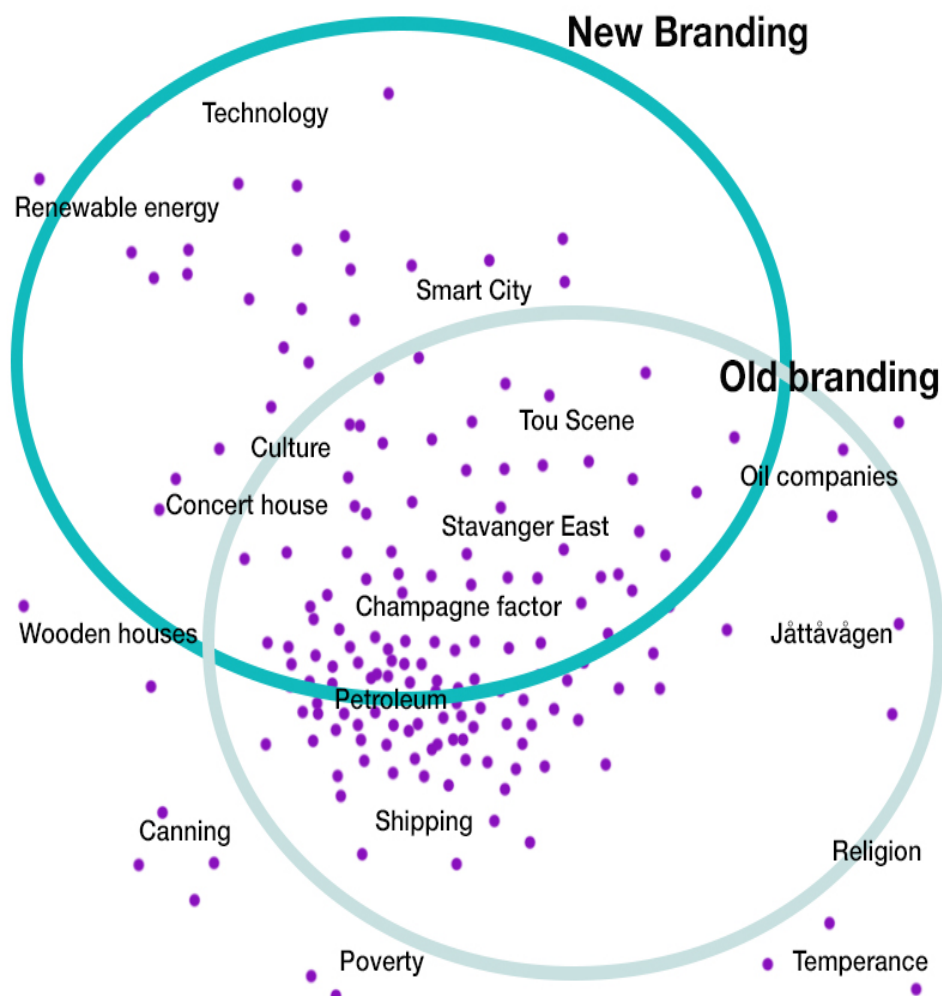 New Branding
Technology
Renewable energy
Smart City
Old branding
Tou Scene
Culture
Oil companies
Concert house
Stavanger East
Champagne factor
Wooden houses
Jåttåvågen
Petroleum
Shipping
Canning
Religion
Poverty
Temperance